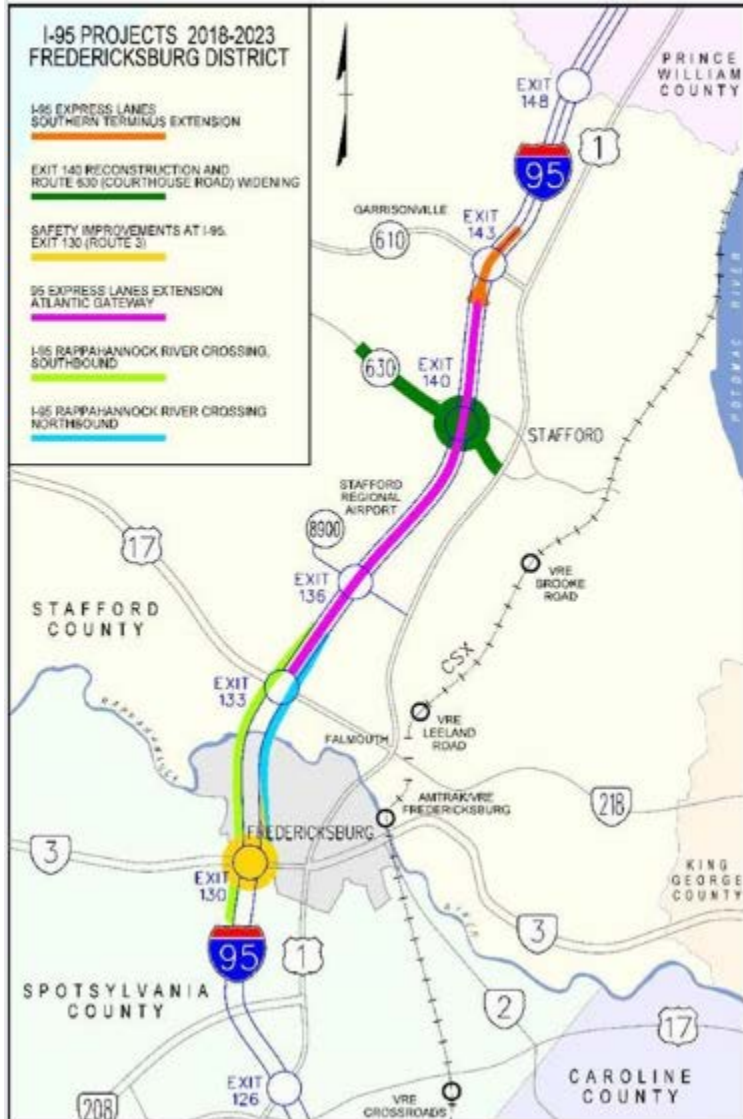 I-95 PROJECTS 2018-2023
FREDERICKSBURG DISTRICT
I-95 EXPRESS LANES
SOUTHERN TERMINUS EXTENSION
EXIT 140 RECONSTRUCTION AND
ROUTE 630 (COURTHOUSE ROAD) WIDENING
SAFETY IMPROVEMENTS AT I-95,
EXIT 130 (ROUTE 3)
95 EXPRESS LANES EXTENSION
ATLANTIC GATEWAY
I-95 RAPPAHANNOCK RIVER CROSSING,
SOUTHBOUND
I-95 RAPPAHANNOCK RIVER CROSSING
NORTHBOUND
PRINCE
WILLIAM
COUNTY
EXIT
148
1
95
GARRISONVILLE
610
EXIT
143
POTOMAC RIVER
630
EXIT
140
STAFFORD
STAFFORD
REGIONAL
AIRPORT
8900
17
EXIT
136
VRE
BROOKE
ROAD
STAFFORD
COUNTY
CSX
EXIT
133
RAPPAHANNOCK
VRE
LEELAND
ROAD
FALMOUTH
AMTRAK/VRE
FREDERICKSBURG
218
FREDERICKSBURG
3
EXIT
130
KING
GEORGE
COUNTY
RIVER
3
95
1
SPOTSYLVANIA
COUNTY
2
17
EXIT
126
CAROLINE
COUNTY
208
VRE
CROSSROADS